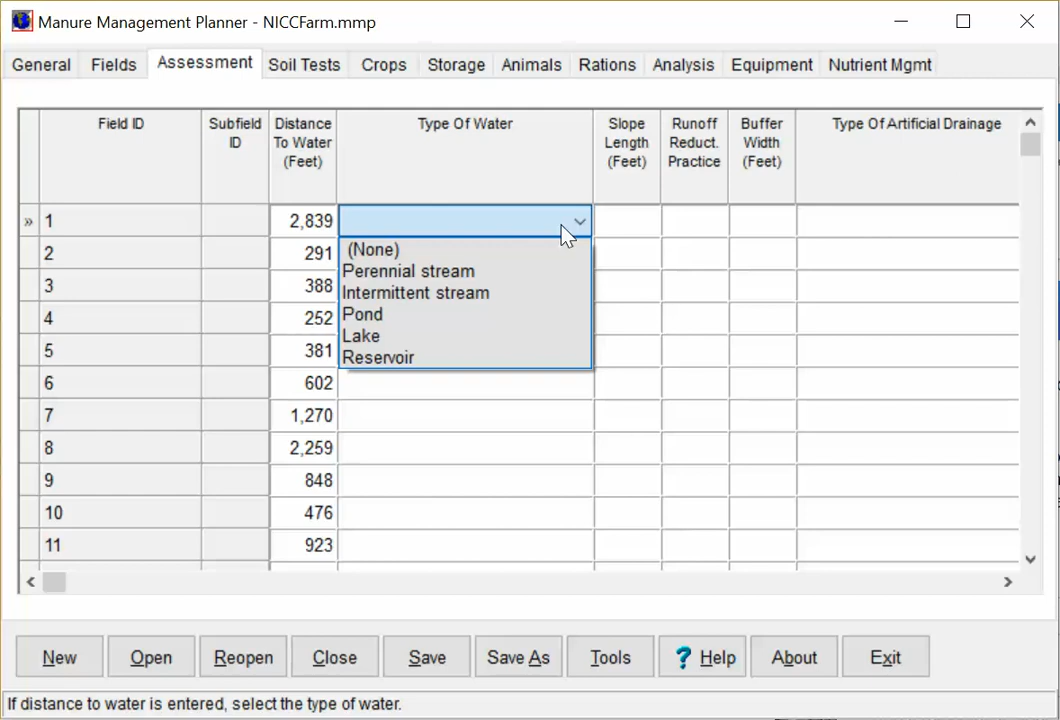 Manure Management Planner - NICCFarm.mmp
General Fields Assessment Soil Tests Crops Storage Animals Rations Analysis Equipment Nutrient Mgmt
Field ID Subfield ID Distance To Water (Feet) Type Of Water Slope Length (Feet) Runoff Reduct. Practice Buffer Width (Feet) Type Of Artificial Drainage
» 1 2,839
(None)
2 291
Perennial stream
3 388
Intermittent stream
4 252
Pond
Lake
5 381
Reservoir
6 602
7 1,270
8 2,259
9 848
10 476
11 923
New Open Reopen Close Save Save As Tools ? Help About Exit
If distance to water is entered, select the type of water.